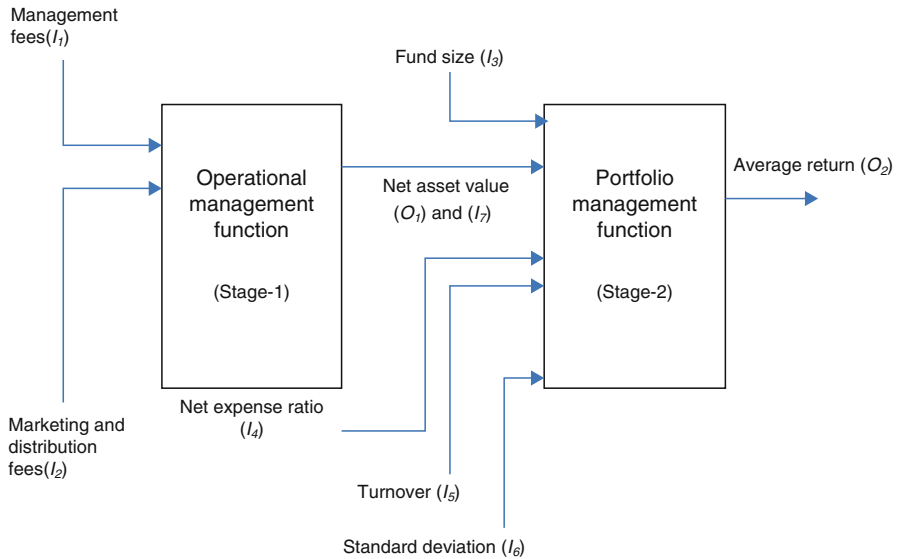 Management
fees(I₁)
Fund size (I₃)
Operational
management
function
(Stage-1)
Net asset value
(O₁) and (I₇)
Portfolio
management
function
(Stage-2)
Average return (O₂)
Marketing and
distribution
fees(I₂)
Net expense ratio
(I₄)
Turnover (I₅)
Standard deviation (I₆)